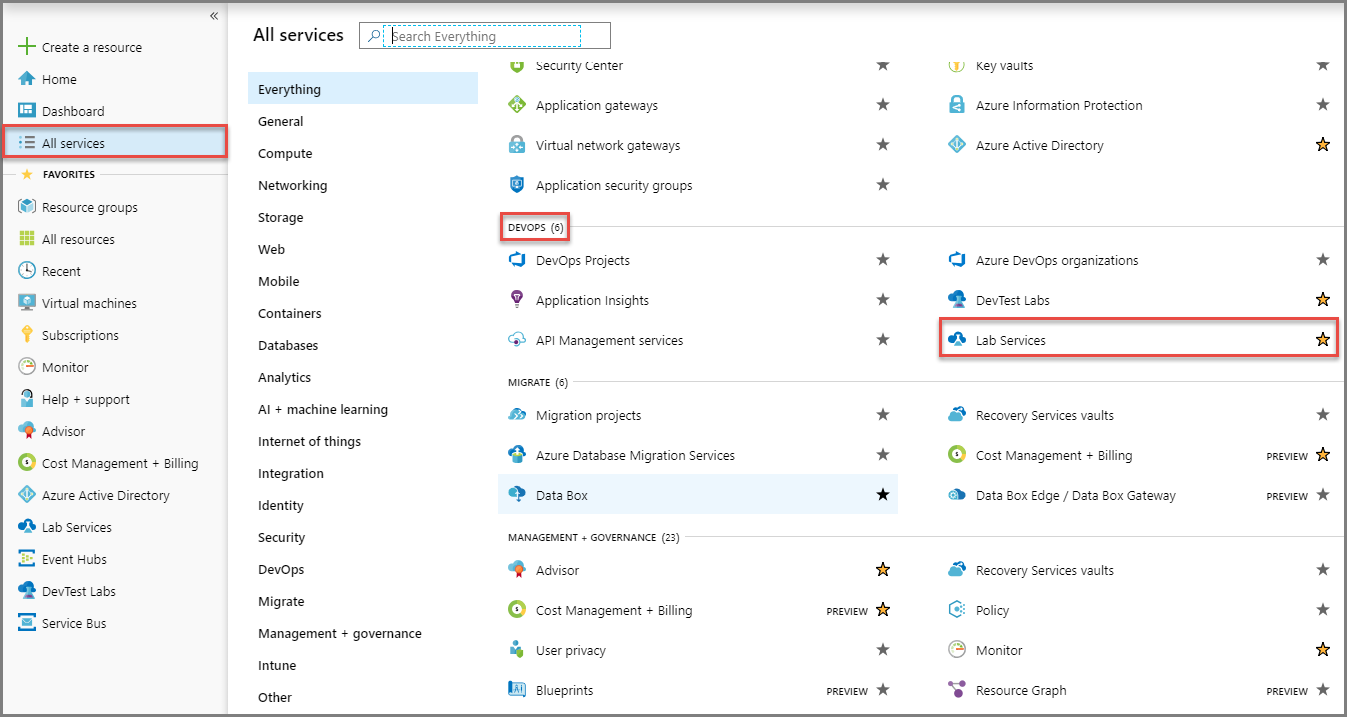 «
Create a resource
Home
Dashboard
All services
FAVORITES
Resource groups
All resources
Recent
Virtual machines
Subscriptions
Monitor
Help + support
Advisor
Cost Management + Billing
Azure Active Directory
Lab Services
Event Hubs
DevTest Labs
Service Bus
All services
Search Everything
Everything
General
Compute
Networking
Storage
Web
Mobile
Containers
Databases
Analytics
AI + machine learning
Internet of things
Integration
Identity
Security
DevOps
Migrate
Management + governance
Intune
Other
Security Center
Key vaults
Application gateways
Azure Information Protection
Virtual network gateways
Azure Active Directory
Application security groups
DEVOPS (6)
DevOps Projects
Azure DevOps organizations
Application Insights
DevTest Labs
API Management services
Lab Services
MIGRATE (6)
Migration projects
Recovery Services vaults
Azure Database Migration Services
Cost Management + Billing PREVIEW
Data Box
Data Box Edge / Data Box Gateway PREVIEW
MANAGEMENT + GOVERNANCE (23)
Advisor
Recovery Services vaults
Cost Management + Billing PREVIEW
Policy
User privacy
Monitor
Blueprints PREVIEW
Resource Graph PREVIEW